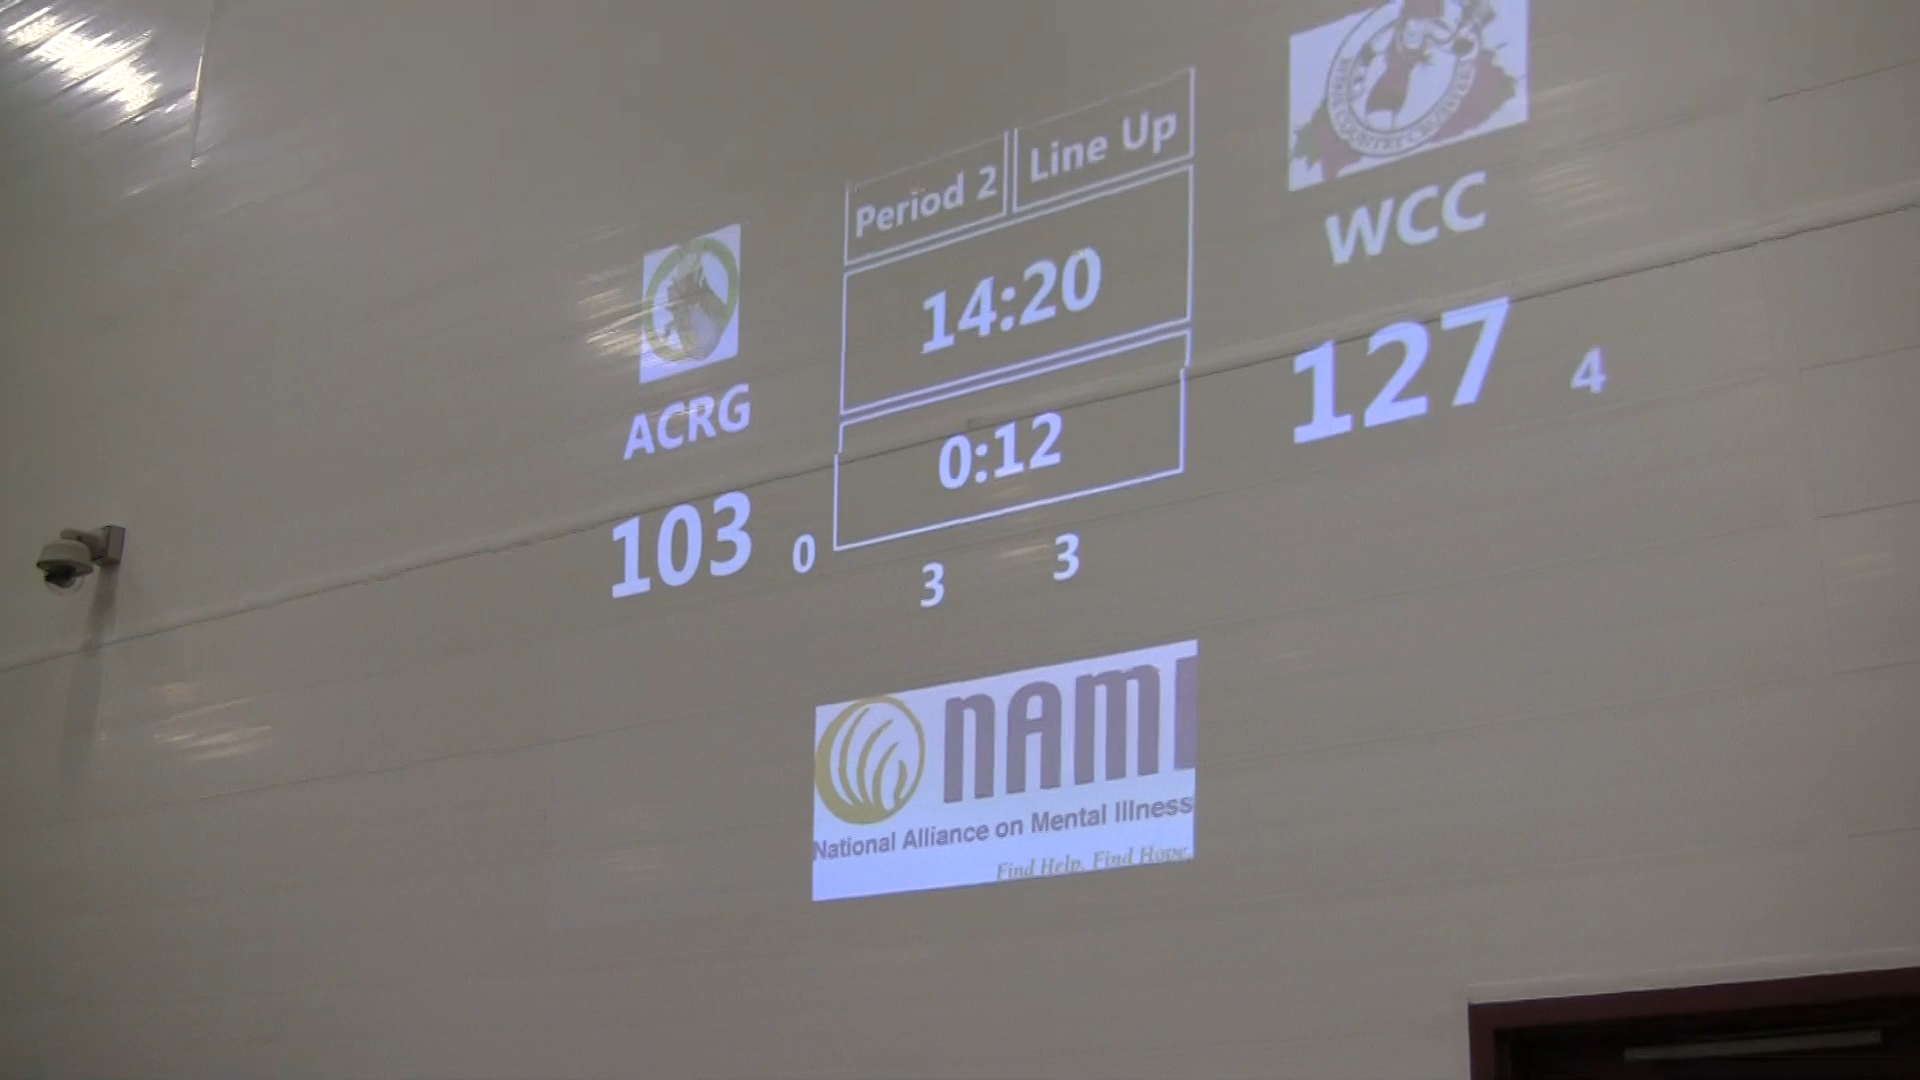 Period 2
Line Up
14:20
0:12
ACRG
103
0
3
3
WCC
127
4
NAMI
National Alliance on Mental Illness
Find Help. Find Hope.